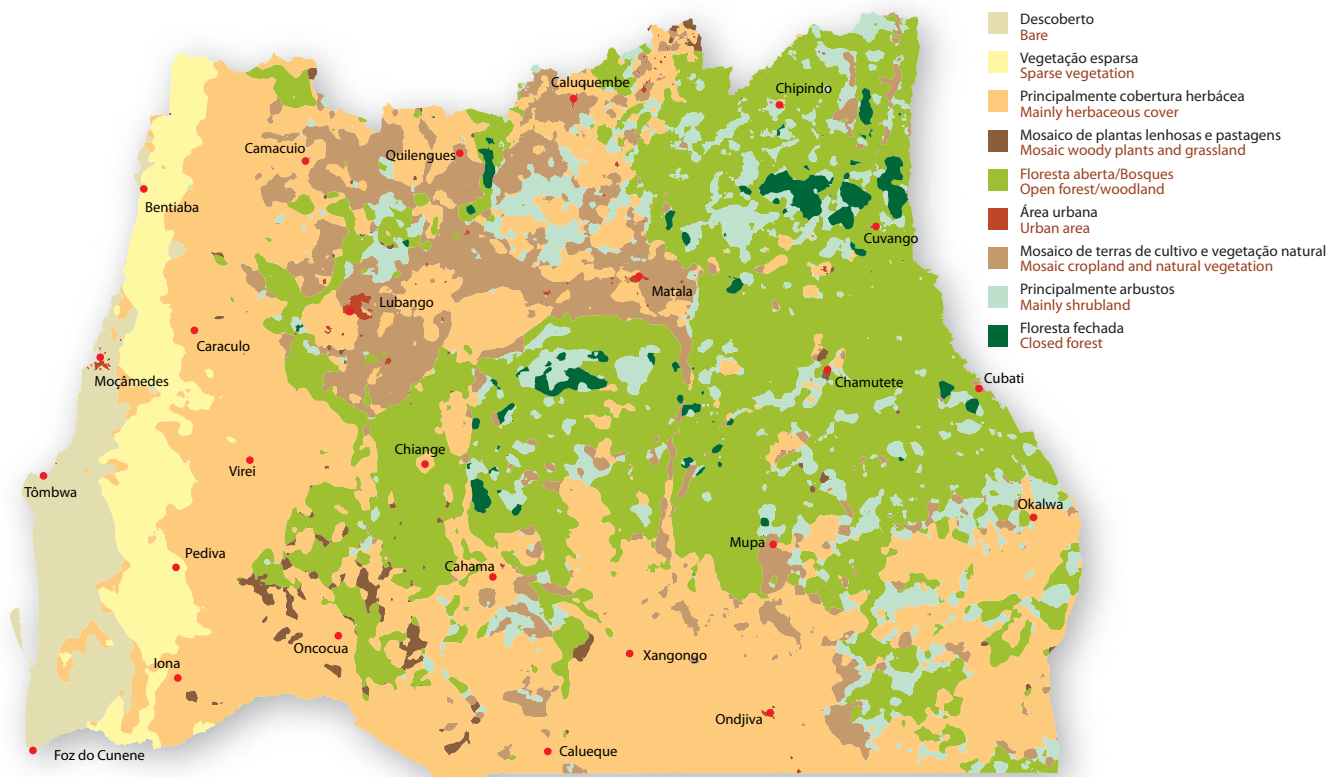 Descoberto
Bare
Vegetação esparsa
Sparse vegetation
Principalmente cobertura herbácea
Mainly herbaceous cover
Mosaico de plantas lenhosas e pastagens
Mosaic woody plants and grassland
Floresta aberta/Bosques
Open forest/woodland
Área urbana
Urban area
Mosaico de terras de cultivo e vegetação natural
Mosaic cropland and natural vegetation
Principalmente arbustos
Mainly shrubland
Floresta fechada
Closed forest
Caluquembe
Chipindo
Camacuio
Quilengues
Bentiaba
Cuvango
Matala
Lubango
Caraculo
Moçâmedes
Chamutete
Cubati
Chiange
Virei
Tômbwa
Okalwa
Mupa
Pediva
Cahama
Oncocua
Xangongo
Iona
Ondjiva
Foz do Cunene
Calueque